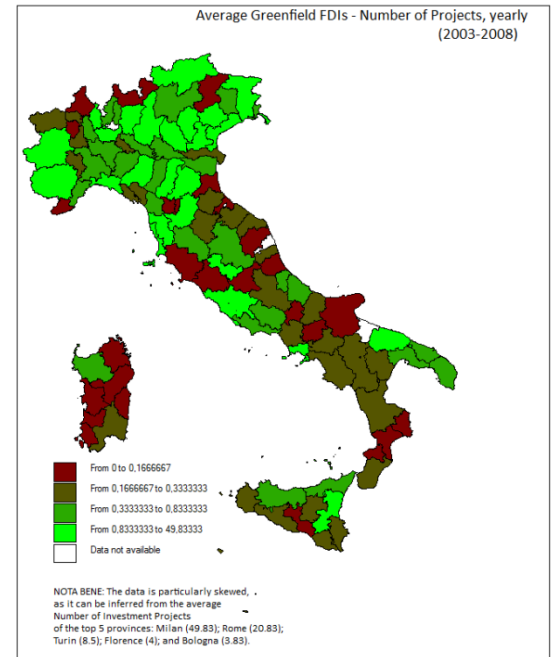 Average Greenfield FDIs - Number of Projects, yearly
(2003-2008)
From 0 to 0,1666667
From 0,1666667 to 0,3333333
From 0,3333333 to 0,8333333
From 0,8333333 to 49,83333
Data not available
NOTA BENE: The data is particularly skewed,
as it can be inferred from the average
Number of Investment Projects
of the top 5 provinces: Milan (49.83); Rome (20.83);
Turin (8.5); Florence (4); and Bologna (3.83).